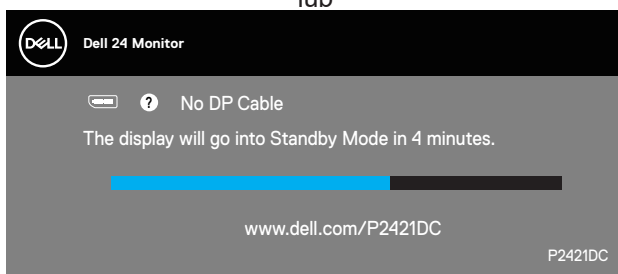 lub
DELL
Dell 24 Monitor
? No DP Cable
The display will go into Standby Mode in 4 minutes.
www.dell.com/P2421DC
P2421DC